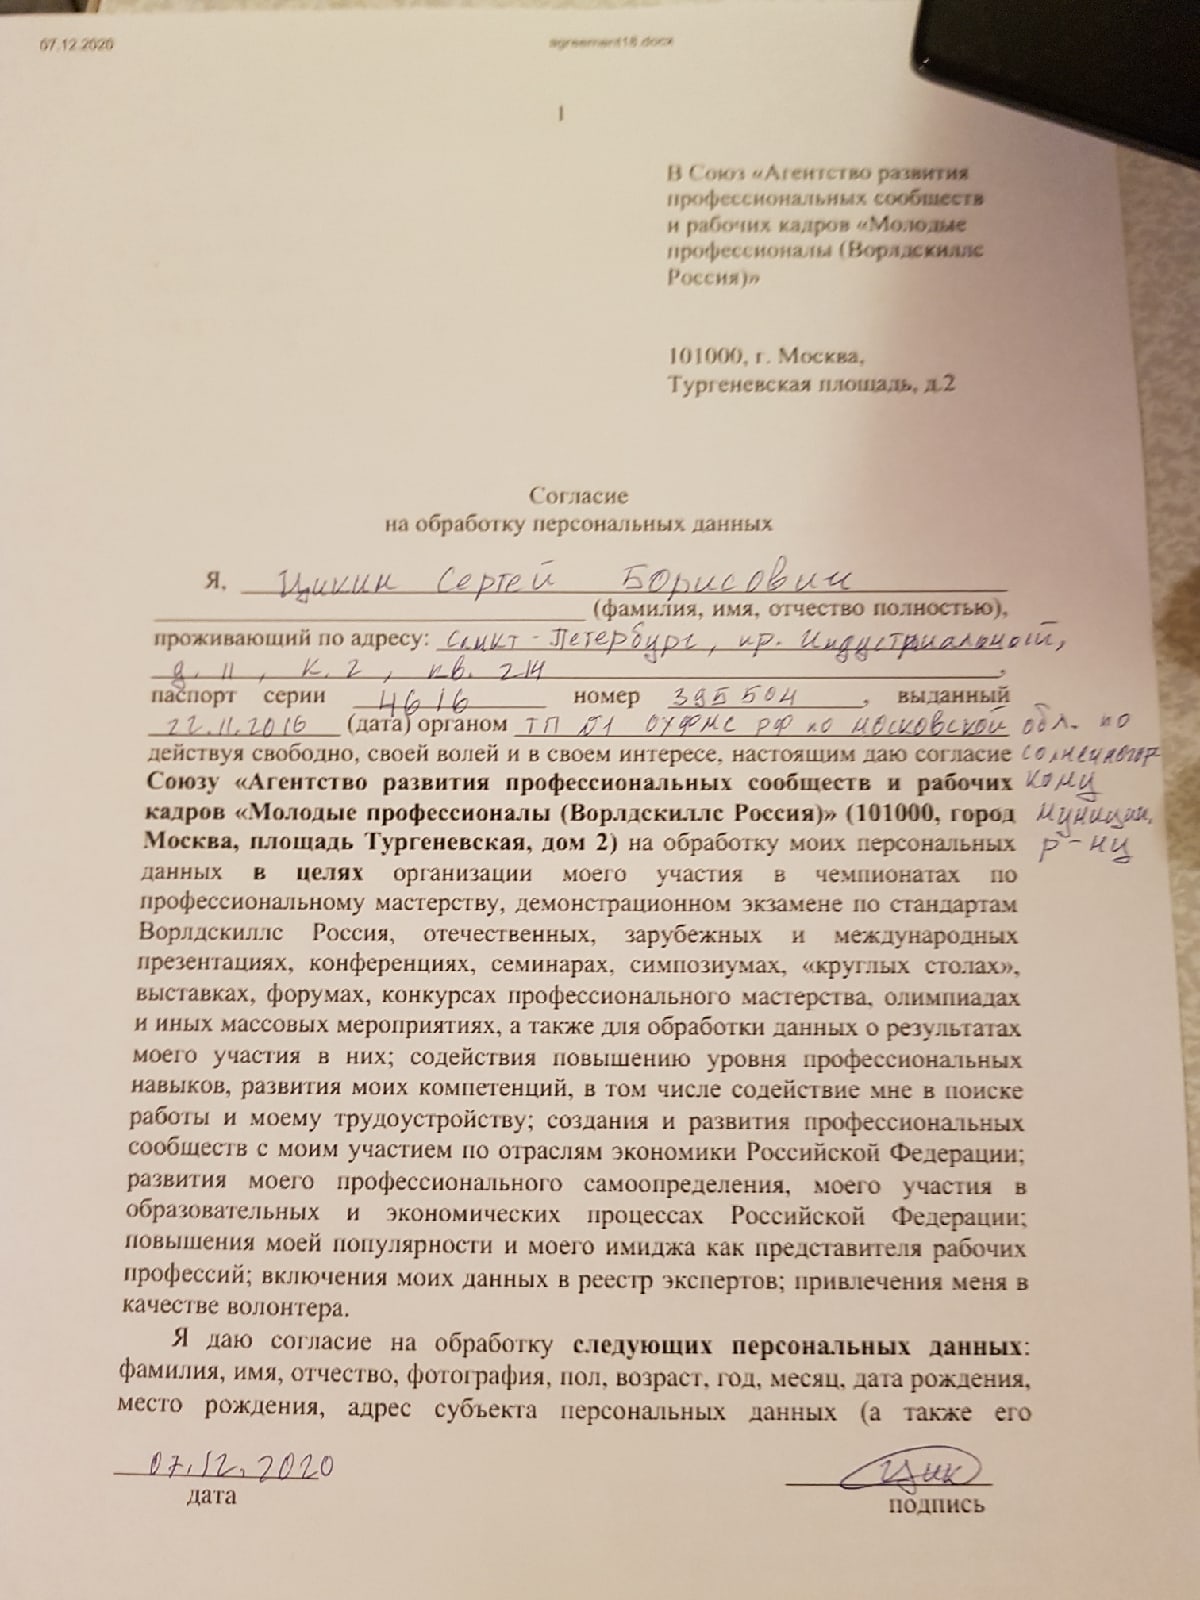 07.12.2020 agreement18.docx
1
В Союз «Агентство развития
профессиональных сообществ
и рабочих кадров «Молодые
профессионалы (Ворлдскиллс
Россия)»
101000, г. Москва,
Тургеневская площадь, д.2
Согласие
на обработку персональных данных
Я, Цикин Сергей Борисович
(фамилия, имя, отчество полностью),
проживающий по адресу: Санкт-Петербург, пр. Индустриальный,
д. 11, к. 2, кв. 214,
паспорт серии 4616 номер 395504, выданный
22.11.2016 (дата) органом ТП №1 ОУФМС РФ по московской обл. по
действуя свободно, своей волей и в своем интересе, настоящим даю согласие солнечногорс
Союзу «Агентство развития профессиональных сообществ и рабочих кому
кадров «Молодые профессионалы (Ворлдскиллс Россия)» (101000, город муницип.
Москва, площадь Тургеневская, дом 2) на обработку моих персональных р-ну
данных в целях организации моего участия в чемпионатах по
профессиональному мастерству, демонстрационном экзамене по стандартам
Ворлдскиллс Россия, отечественных, зарубежных и международных
презентациях, конференциях, семинарах, симпозиумах, «круглых столах»,
выставках, форумах, конкурсах профессионального мастерства, олимпиадах
и иных массовых мероприятиях, а также для обработки данных о результатах
моего участия в них; содействия повышению уровня профессиональных
навыков, развития моих компетенций, в том числе содействие мне в поиске
работы и моему трудоустройству; создания и развития профессиональных
сообществ с моим участием по отраслям экономики Российской Федерации;
развития моего профессионального самоопределения, моего участия в
образовательных и экономических процессах Российской Федерации;
повышения моей популярности и моего имиджа как представителя рабочих
профессий; включения моих данных в реестр экспертов; привлечения меня в
качестве волонтера.
Я даю согласие на обработку следующих персональных данных:
фамилия, имя, отчество, фотография, пол, возраст, год, месяц, дата рождения,
место рождения, адрес субъекта персональных данных (а также его
07.12.2020 Цик
дата подпись